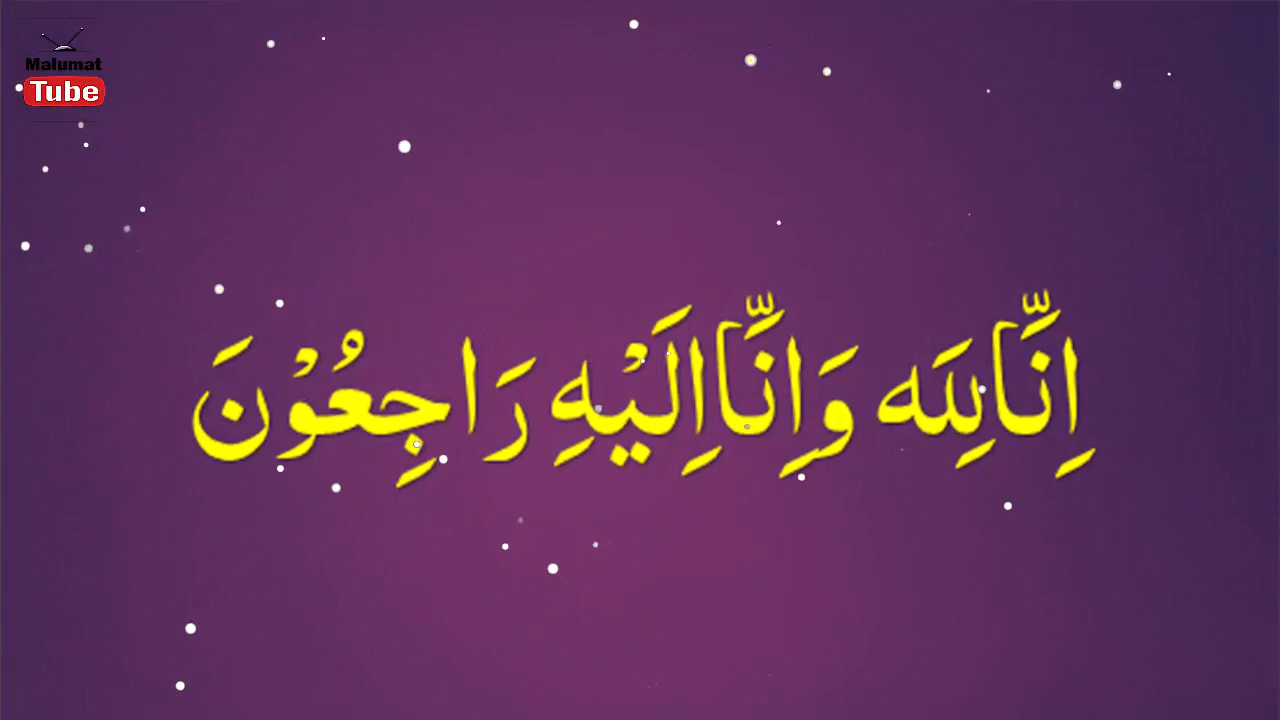 Malumat
Tube
اِنَّا لِلَٰه وَاِنَّا اِلَيْهِ رَاجِعُوْنَ